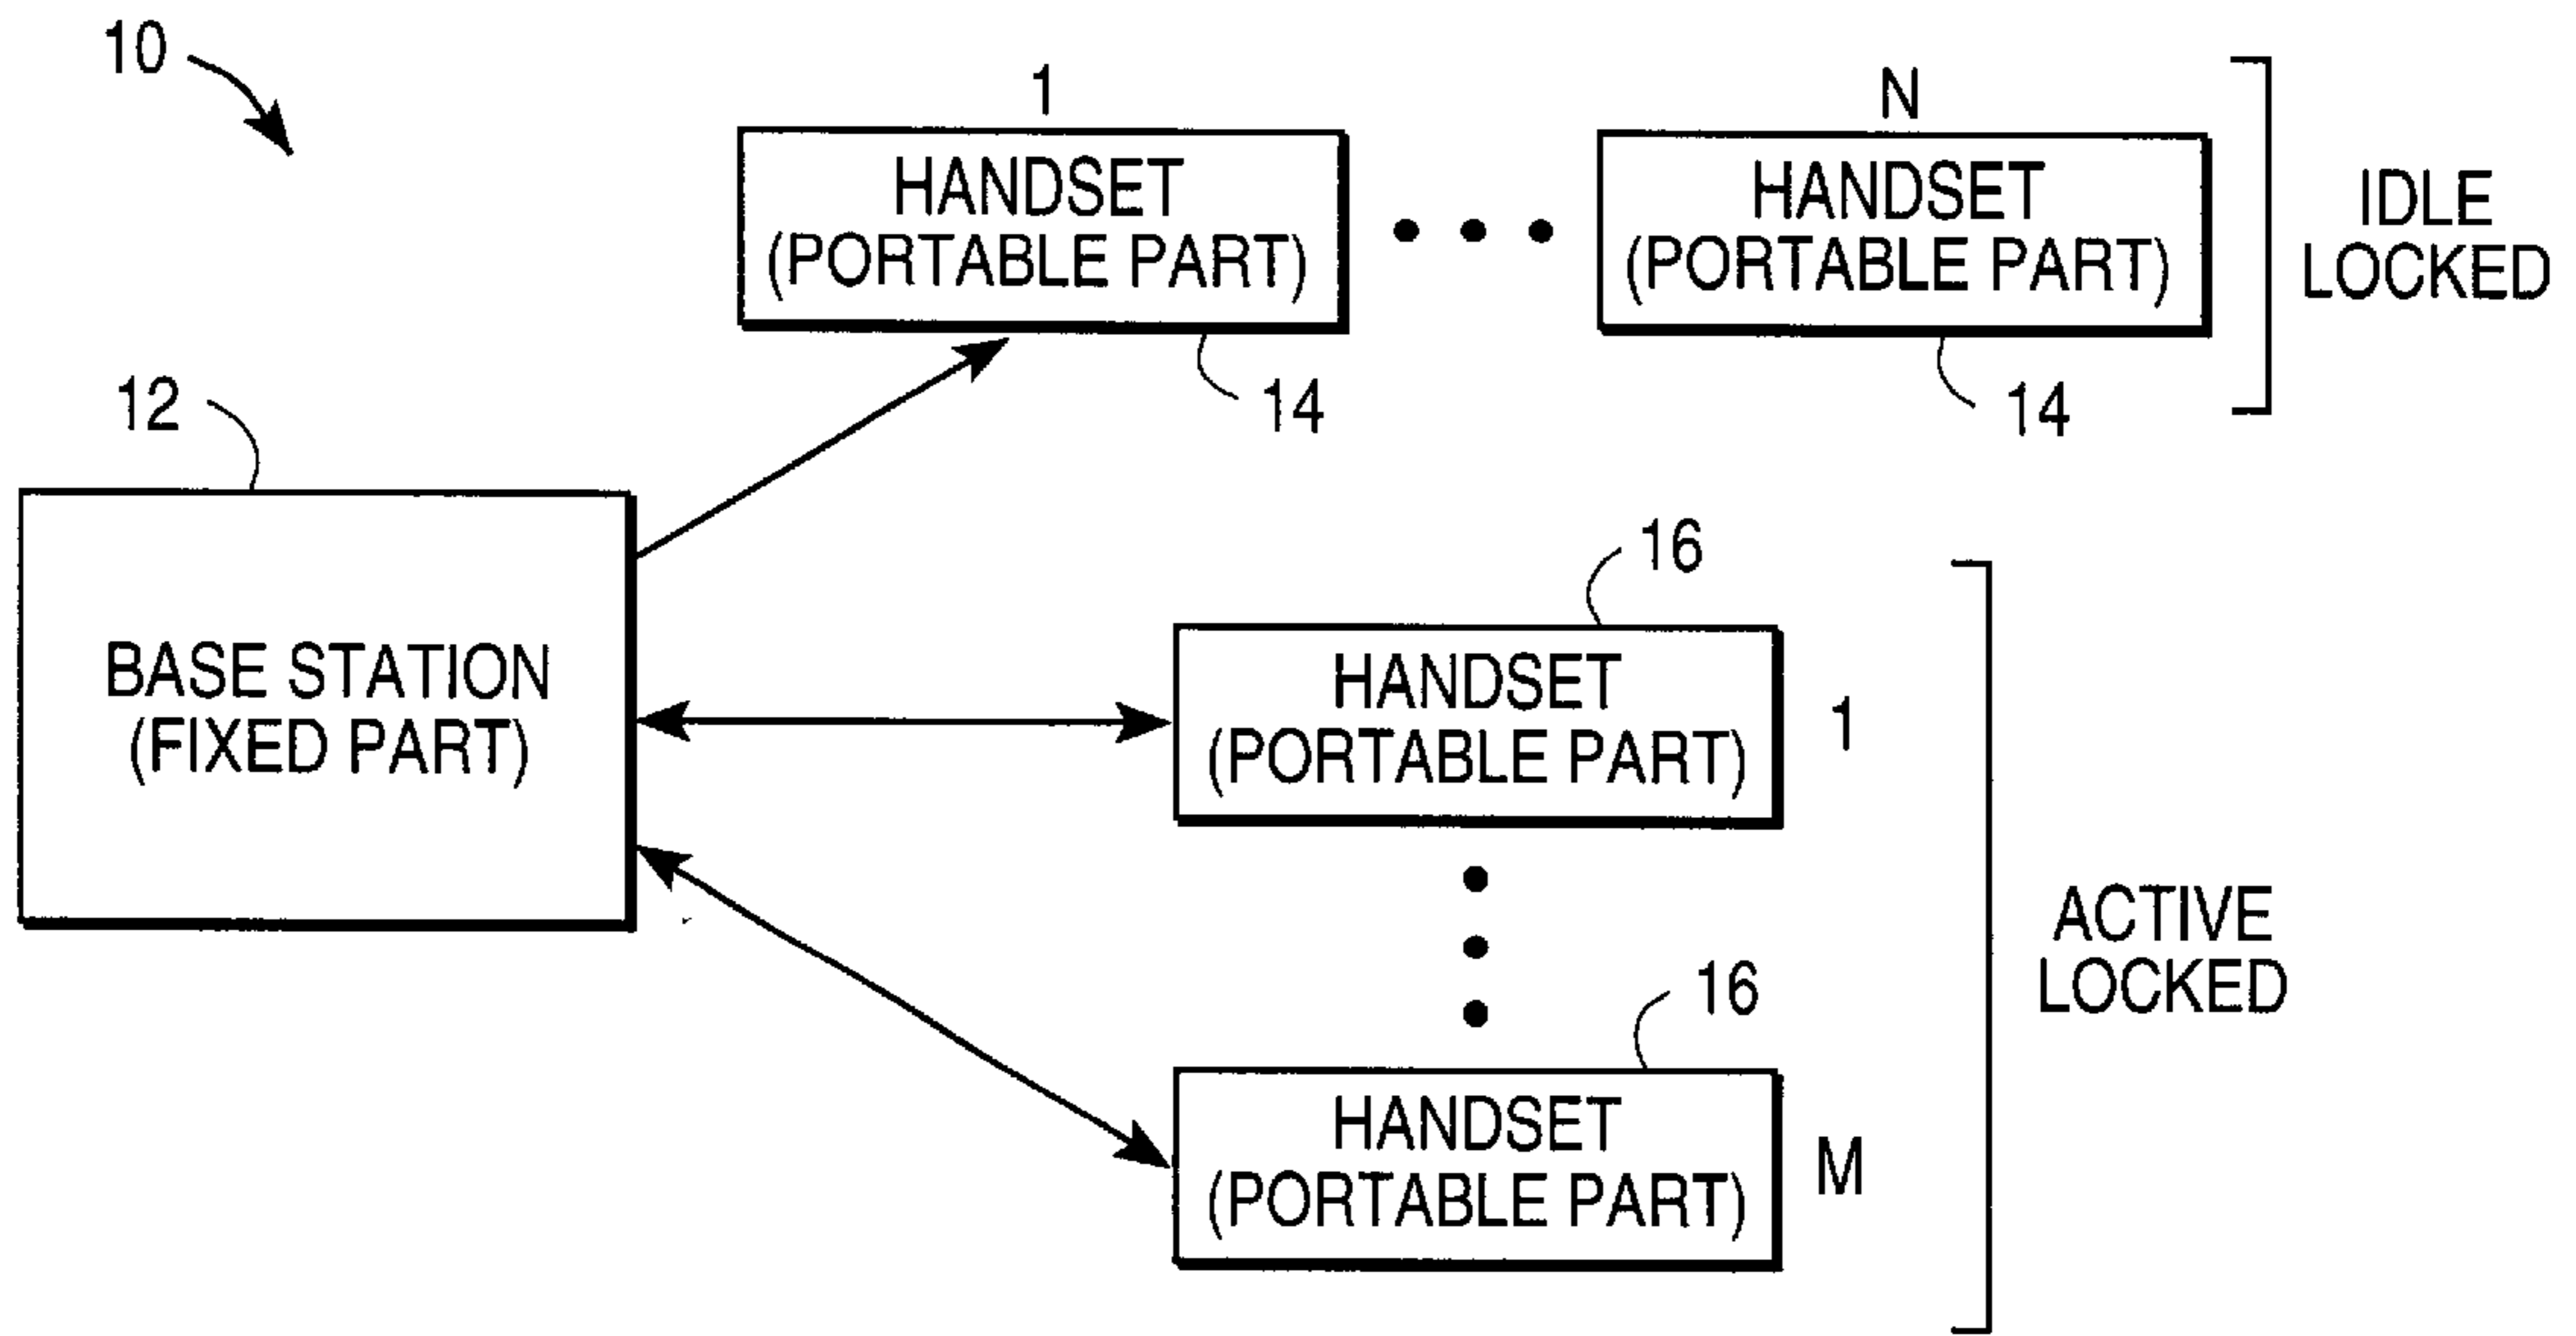 10
1
N
HANDSET
(PORTABLE PART)
HANDSET
(PORTABLE PART)
IDLE
LOCKED
14
14
12
BASE STATION
(FIXED PART)
16
HANDSET
(PORTABLE PART)
1
ACTIVE
LOCKED
16
HANDSET
(PORTABLE PART)
M